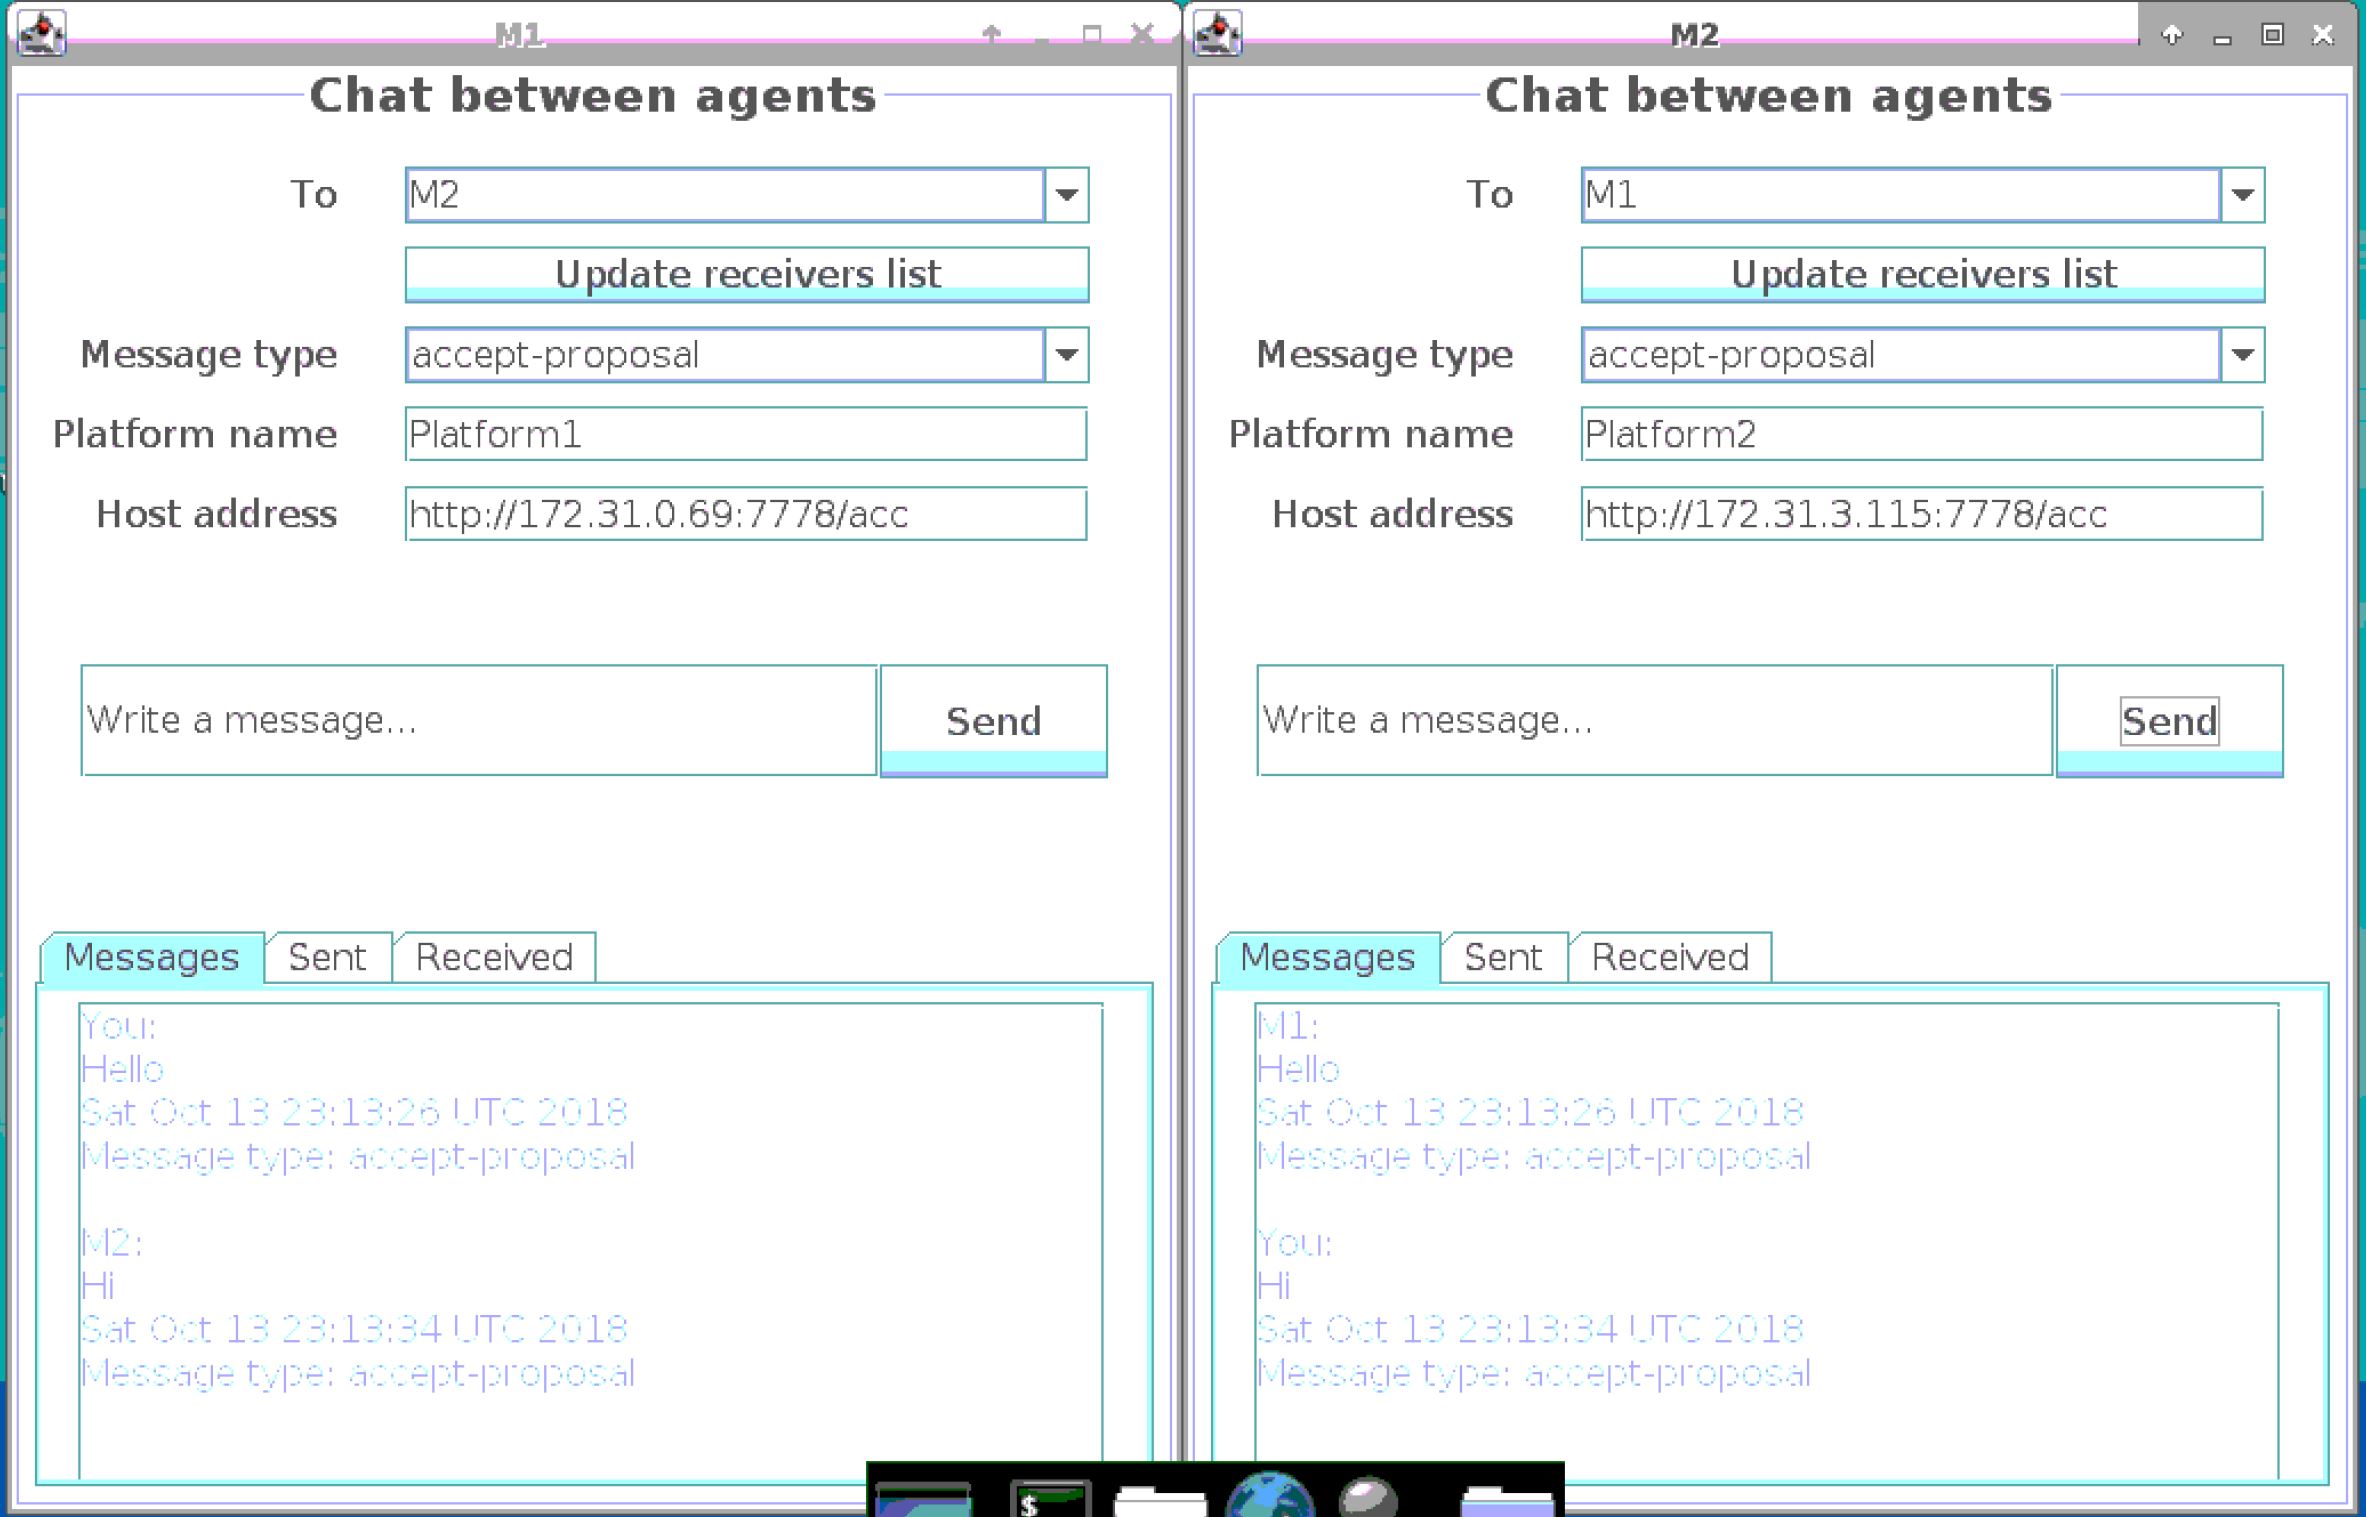 M1
Chat between agents
To
M2
Update receivers list
Message type
accept-proposal
Platform name
Platform1
Host address
http://172.31.0.69:7778/acc
Write a message...
Send
Messages
Sent
Received
You:
Hello
Sat Oct 13 23:13:26 UTC 2018
Message type: accept-proposal
M2:
Hi
Sat Oct 13 23:13:34 UTC 2018
Message type: accept-proposal
M2
Chat between agents
To
M1
Update receivers list
Message type
accept-proposal
Platform name
Platform2
Host address
http://172.31.3.115:7778/acc
Write a message...
Send
Messages
Sent
Received
M1:
Hello
Sat Oct 13 23:13:26 UTC 2018
Message type: accept-proposal
You:
Hi
Sat Oct 13 23:13:34 UTC 2018
Message type: accept-proposal
$